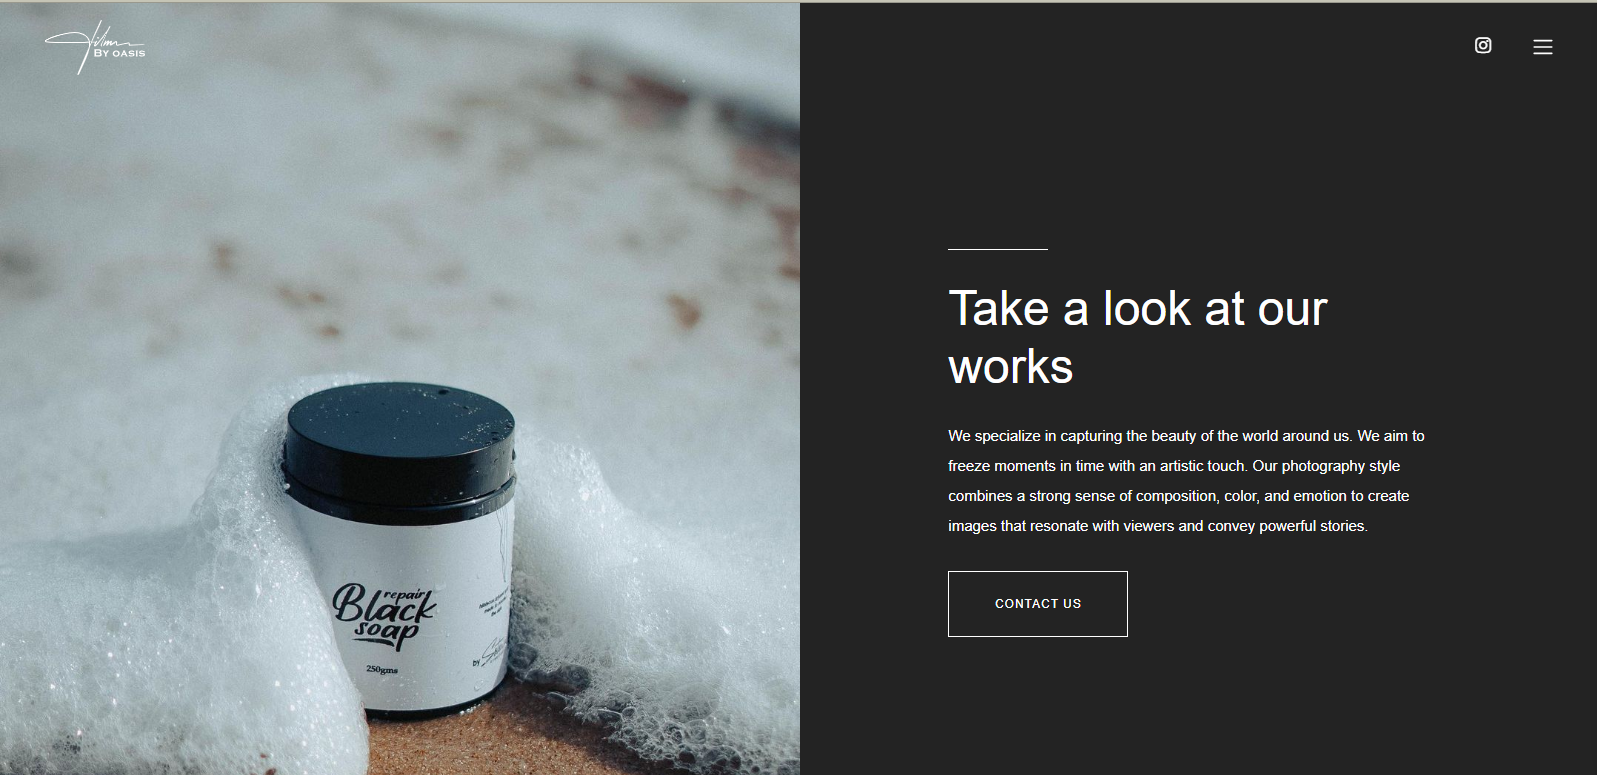 By OASIS
Take a look at our
works
We specialize in capturing the beauty of the world around us. We aim to
freeze moments in time with an artistic touch. Our photography style
combines a strong sense of composition, color, and emotion to create
images that resonate with viewers and convey powerful stories.
CONTACT US
repair
Black
soap
250gms
by